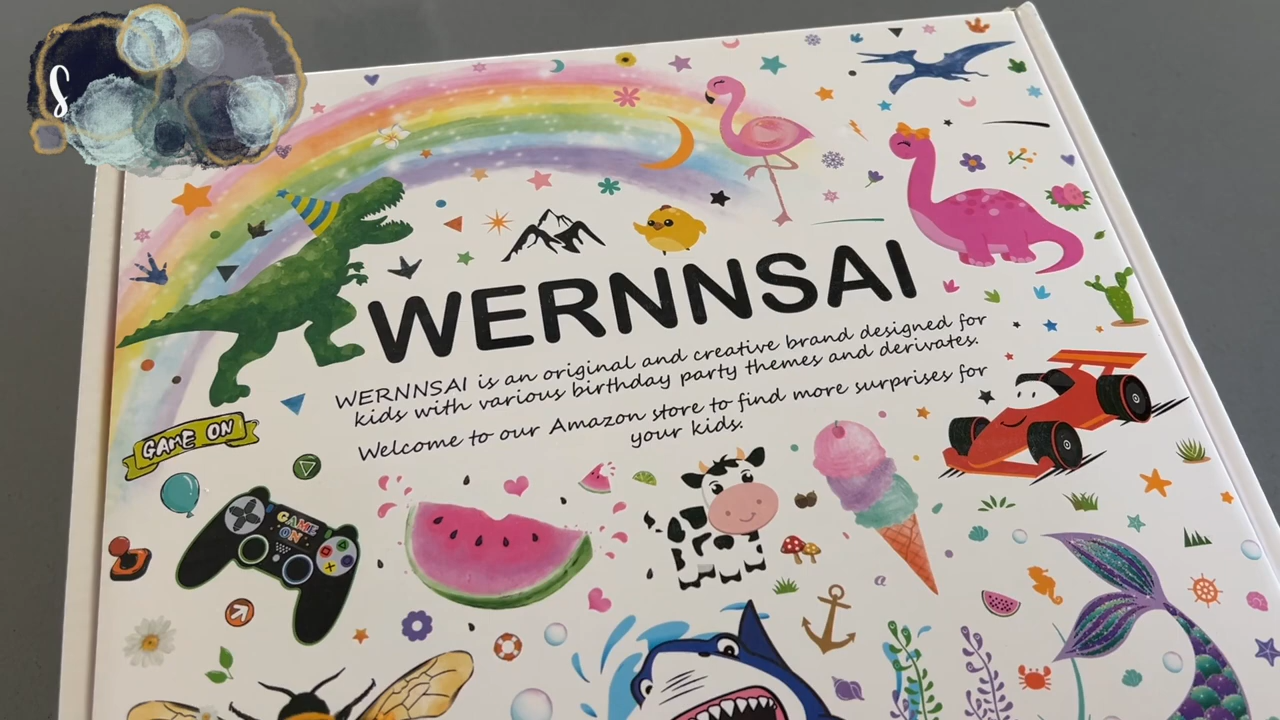 S
WERNNSAI
WERNNSAI is an original and creative brand designed for
kids with various birthday party themes and derivates.
Welcome to our Amazon store to find more surprises for
your kids.
GAME ON
GAME
ON